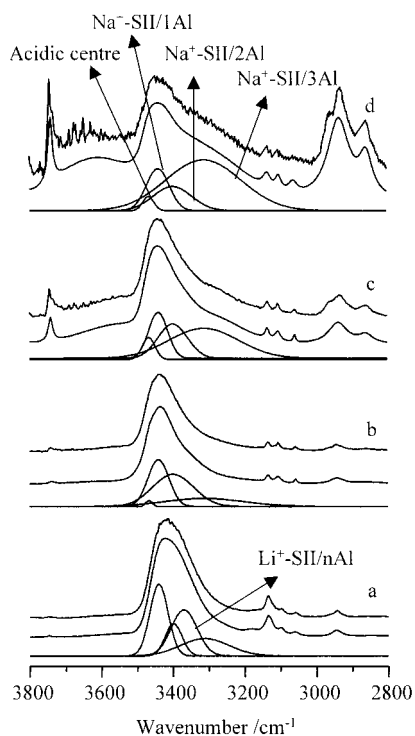 Na⁺-SII/1Al
Acidic centre
Na⁺-SII/2Al
Na⁺-SII/3Al
d
c
b
Li⁺-SII/nAl
a
3800 3600 3400 3200 3000 2800
Wavenumber /cm⁻¹